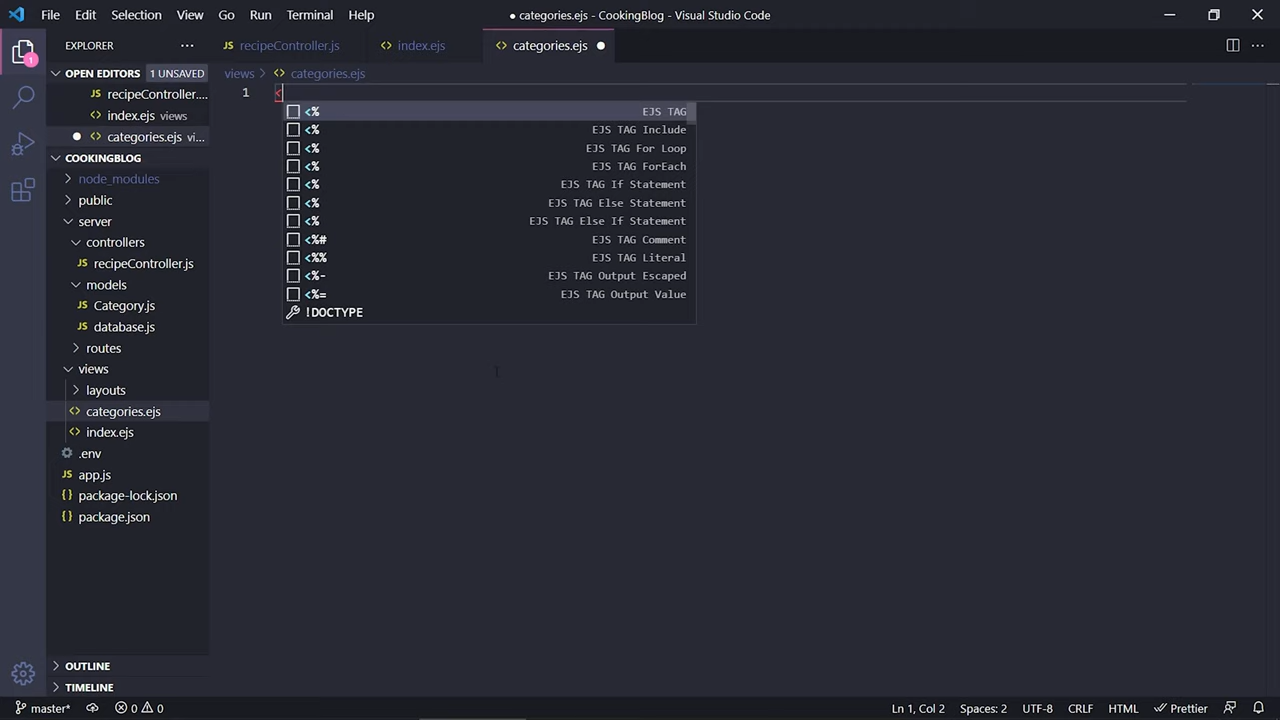 File Edit Selection View Go Run Terminal Help
● categories.ejs - CookingBlog - Visual Studio Code
EXPLORER
recipeController.js
index.ejs
categories.ejs
OPEN EDITORS 1 UNSAVED
recipeController....
index.ejs views
categories.ejs vi...
views > categories.ejs
1 <
<% EJS TAG
<% EJS TAG Include
<% EJS TAG For Loop
<% EJS TAG ForEach
<% EJS TAG If Statement
<% EJS TAG Else Statement
<% EJS TAG Else If Statement
<%# EJS TAG Comment
<%% EJS TAG Literal
<%- EJS TAG Output Escaped
<%= EJS TAG Output Value
!DOCTYPE
COOKINGBLOG
node_modules
public
server
controllers
JS recipeController.js
models
JS Category.js
JS database.js
routes
views
layouts
categories.ejs
index.ejs
.env
JS app.js
{} package-lock.json
{} package.json
OUTLINE
TIMELINE
1
master* 0 0
Ln 1, Col 2 Spaces: 2 UTF-8 CRLF HTML Prettier